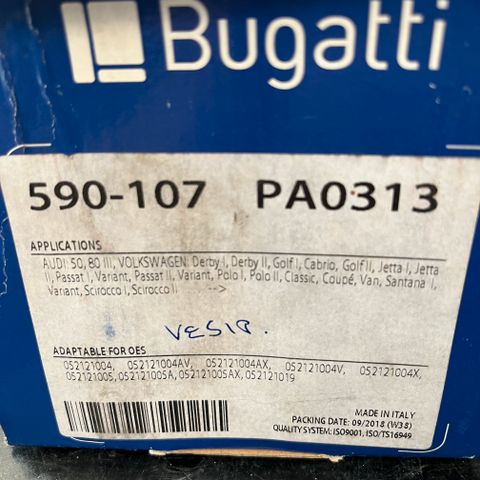 Bugatti
590-107 PA0313
APPLICATIONS
AUDI: 50, 80 III, VOLKSWAGEN: Derby I, Derby II, Golf I, Cabrio, Golf II, Jetta I, Jetta
II, Passat I, Variant, Passat II, Variant, Polo I, Polo II, Classic, Coupé, Van, Santana I,
Variant, Scirocco I, Scirocco II -->
ADAPTABLE FOR OES
052121004, 052121004AV, 052121004AX, 052121004V, 052121004X,
052121005, 052121005A, 052121005AX, 052121019
MADE IN ITALY
PACKING DATE: 09/2018 (W38)
QUALITY SYSTEM: ISO9001, ISO/TS16949